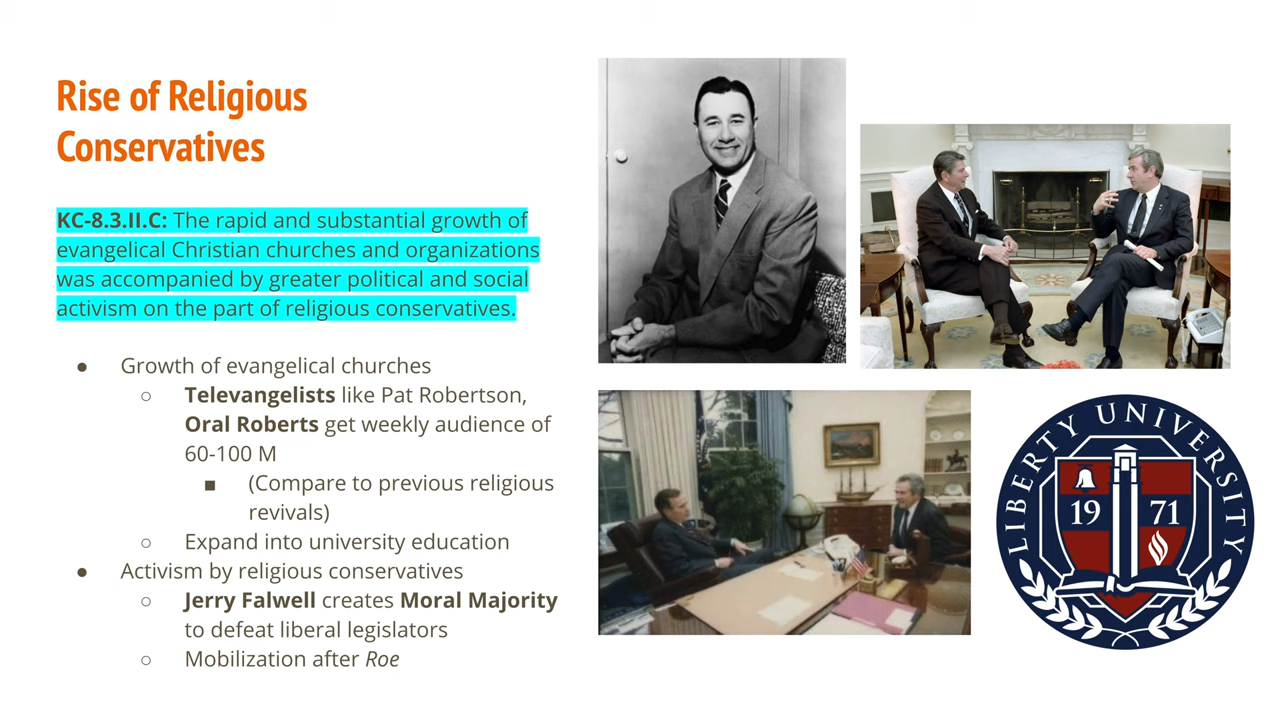 Rise of Religious
Conservatives
KC-8.3.II.C: The rapid and substantial growth of
evangelical Christian churches and organizations
was accompanied by greater political and social
activism on the part of religious conservatives.
● Growth of evangelical churches
○ Televangelists like Pat Robertson,
Oral Roberts get weekly audience of
60-100 M
■ (Compare to previous religious
revivals)
○ Expand into university education
● Activism by religious conservatives
○ Jerry Falwell creates Moral Majority
to defeat liberal legislators
○ Mobilization after Roe
LIBERTY UNIVERSITY
19 71